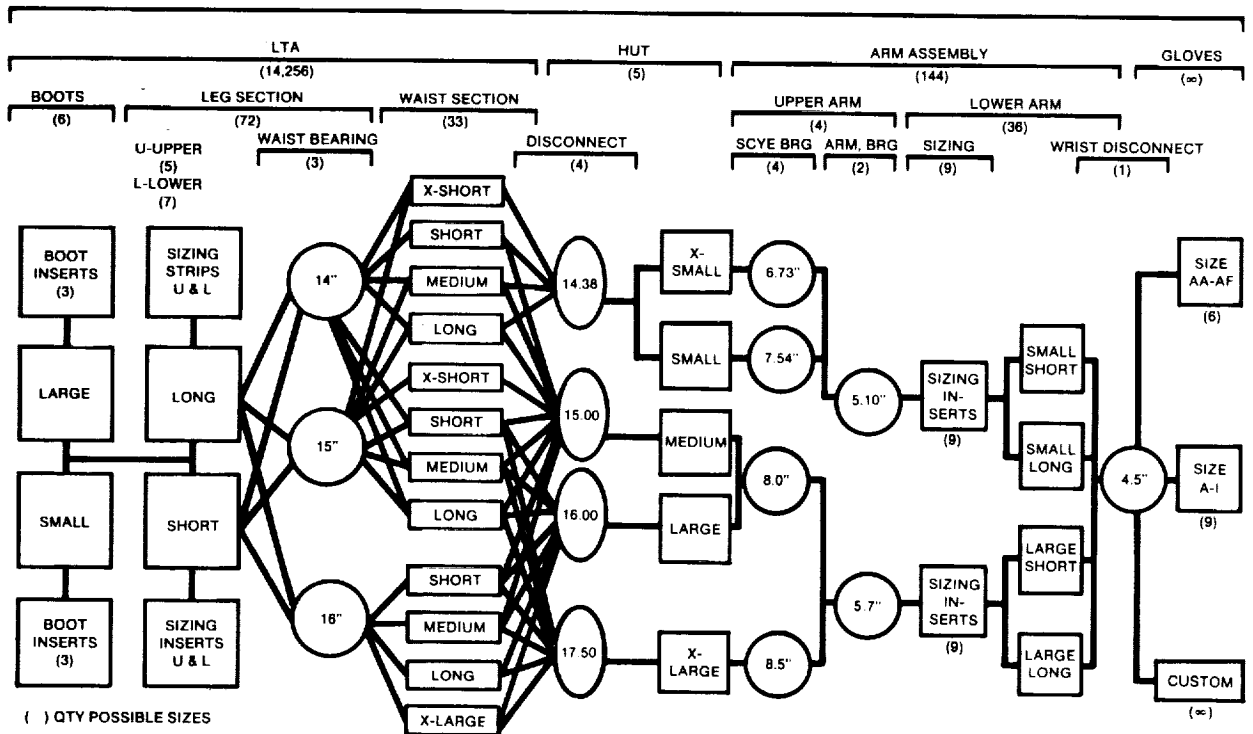 LTA
(14,256)
HUT
(5)
ARM ASSEMBLY
(144)
GLOVES
(∞)
BOOTS
(6)
LEG SECTION
(72)
WAIST SECTION
(33)
UPPER ARM
(4)
LOWER ARM
(36)
U-UPPER
(5)
L-LOWER
(7)
WAIST BEARING
(3)
DISCONNECT
(4)
SCYE BRG
(4)
ARM, BRG
(2)
SIZING
(9)
WRIST DISCONNECT
(1)
BOOT
INSERTS
(3)
LARGE
SMALL
BOOT
INSERTS
(3)
SIZING
STRIPS
U & L
LONG
SHORT
SIZING
INSERTS
U & L
14"
15"
16"
X-SHORT
SHORT
MEDIUM
LONG
X-SHORT
SHORT
MEDIUM
LONG
SHORT
MEDIUM
LONG
X-LARGE
14.38
15.00
16.00
17.50
X-
SMALL
SMALL
MEDIUM
LARGE
X-
LARGE
6.73"
7.54"
8.0"
8.5"
5.10"
5.7"
SIZING
IN-
SERTS
(9)
SIZING
IN-
SERTS
(9)
SMALL
SHORT
SMALL
LONG
LARGE
SHORT
LARGE
LONG
4.5"
SIZE
AA-AF
(6)
SIZE
A-I
(9)
CUSTOM
(∞)
( ) QTY POSSIBLE SIZES